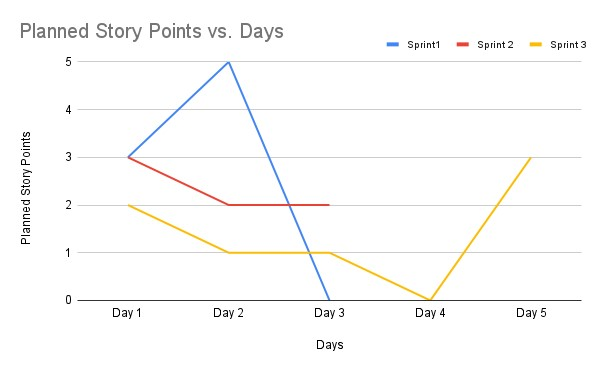 Planned Story Points vs. Days
Sprint1 Sprint 2 Sprint 3
5
4
3
2
1
0
Planned Story Points
Day 1 Day 2 Day 3 Day 4 Day 5
Days